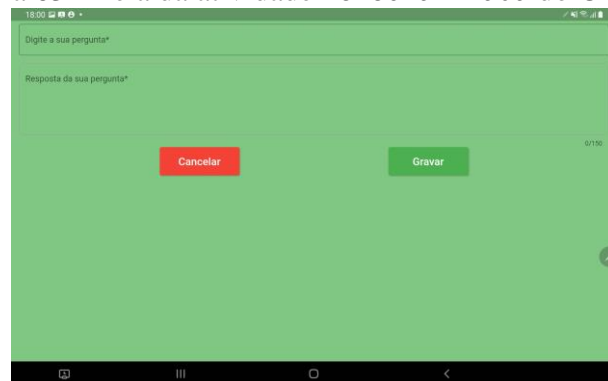 18:00
Digite a sua pergunta*
Resposta da sua pergunta*
0/150
Cancelar
Gravar